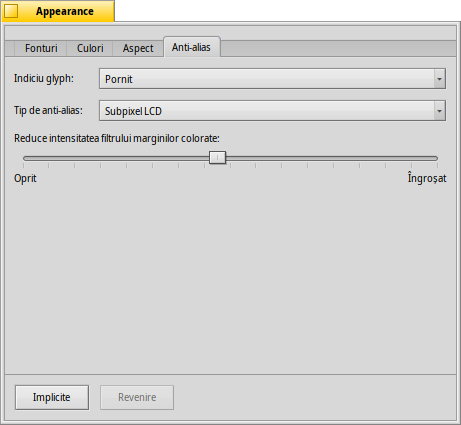 Appearance
Fonturi Culori Aspect Anti-alias
Indiciu glyph: Pornit
Tip de anti-alias: Subpixel LCD
Reduce intensitatea filtrului marginilor colorate:
Oprit Îngroșat
Implicite Revenire